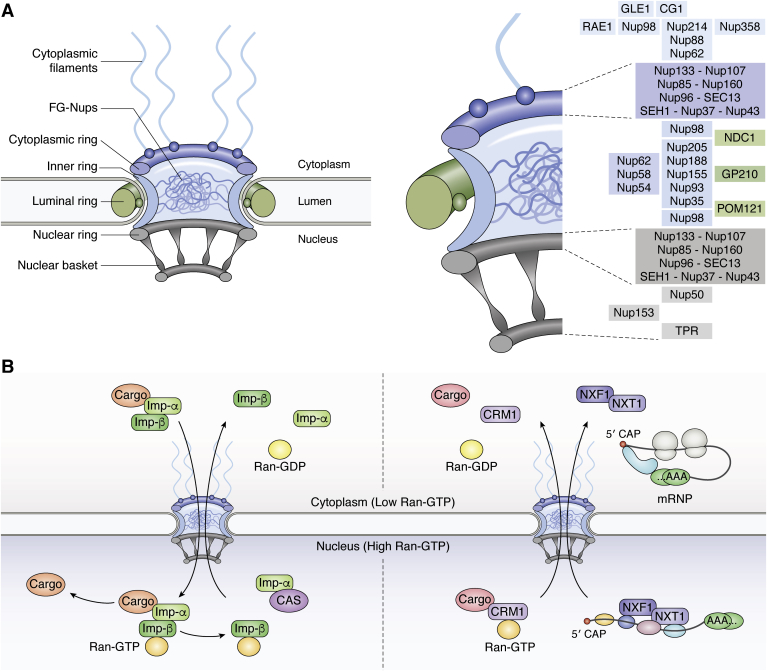 A
Cytoplasmic
filaments
FG-Nups
Cytoplasmic ring
Inner ring
Luminal ring
Nuclear ring
Nuclear basket
Cytoplasm
Lumen
Nucleus
GLE1 CG1
RAE1 Nup98 Nup214 Nup358
Nup88
Nup62
Nup133 - Nup107
Nup85 - Nup160
Nup96 - SEC13
SEH1 - Nup37 - Nup43
Nup98
NDC1
Nup205
Nup62 Nup188
Nup58 Nup155 GP210
Nup54 Nup93
Nup35 POM121
Nup98
Nup133 - Nup107
Nup85 - Nup160
Nup96 - SEC13
SEH1 - Nup37 - Nup43
Nup50
Nup153
TPR
B
Cargo
Imp-α
Imp-β
Imp-β
Imp-α
Ran-GDP
Cargo
CRM1
Ran-GDP
NXF1
NXT1
5′ CAP
...AAA
mRNP
Cytoplasm (Low Ran-GTP)
Nucleus (High Ran-GTP)
Cargo
Cargo
Imp-α
Imp-β
Ran-GTP
Imp-β
Imp-α
CAS
Cargo
CRM1
Ran-GTP
NXF1
NXT1
5′ CAP
AAA...